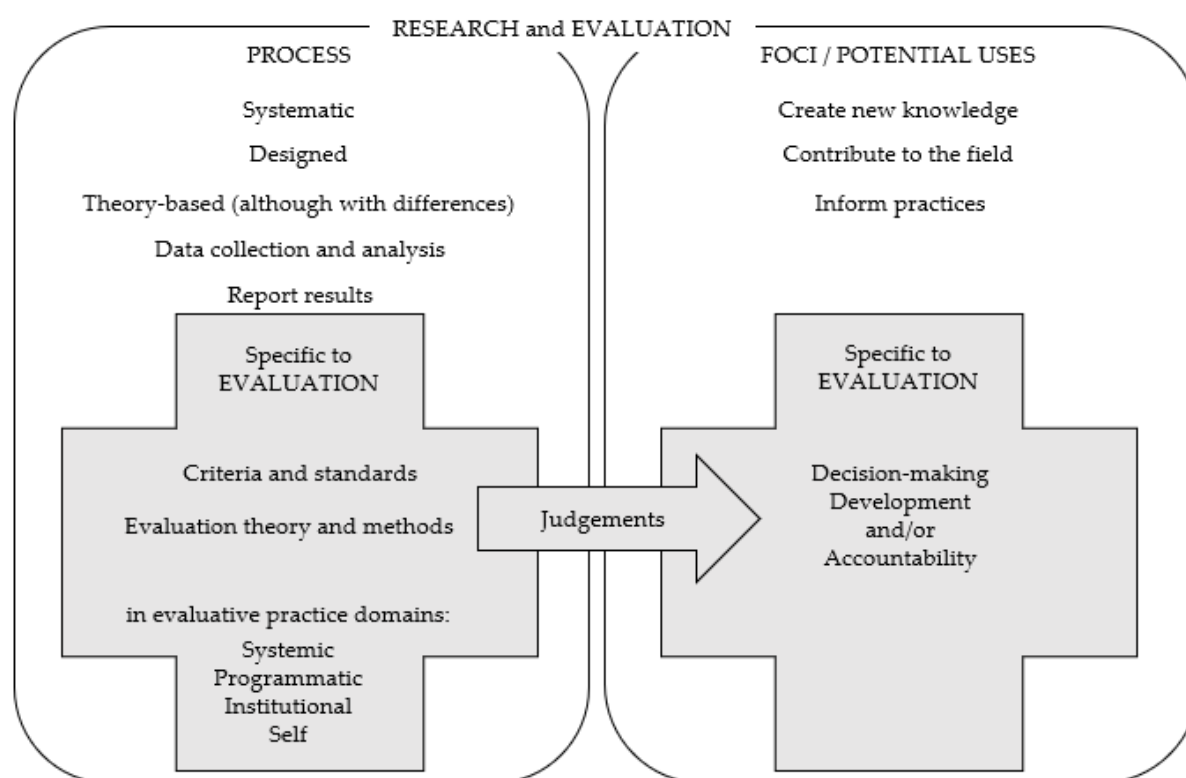 RESEARCH and EVALUATION
PROCESS
Systematic
Designed
Theory-based (although with differences)
Data collection and analysis
Report results
Specific to
EVALUATION
Criteria and standards
Evaluation theory and methods
in evaluative practice domains:
Systemic
Programmatic
Institutional
Self
Judgements
FOCI / POTENTIAL USES
Create new knowledge
Contribute to the field
Inform practices
Specific to
EVALUATION
Decision-making
Development
and/or
Accountability